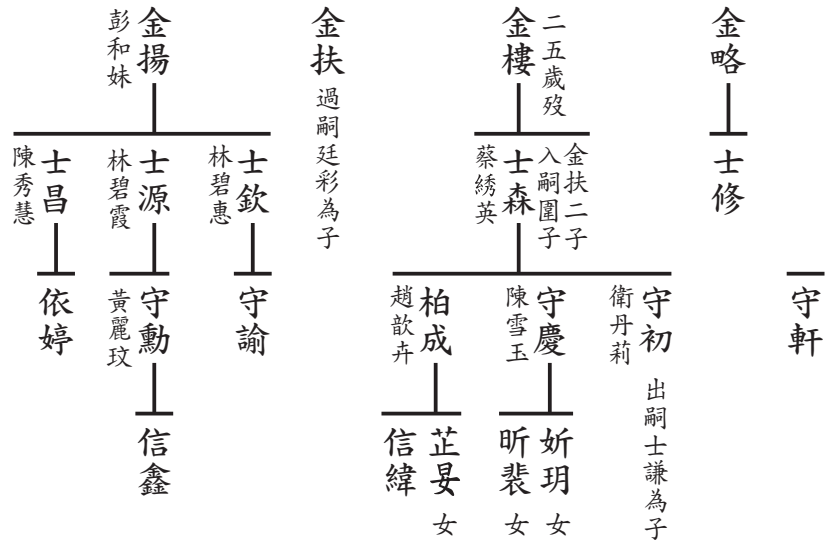 金略
二五歲歿
金樓
金扶
過嗣廷彩為子
金揚
彭和妹
士修
金扶二子
入嗣圍子
士森
蔡綉英
士欽
林碧惠
士源
林碧霞
士昌
陳秀慧
守軒
守初
衛丹莉
出嗣士謙為子
守慶
陳雪玉
柏成
趙歆卉
守諭
守勳
黃麗玟
依婷
妡玥
女
昕裴
女
芷旻
女
信緯
信鑫